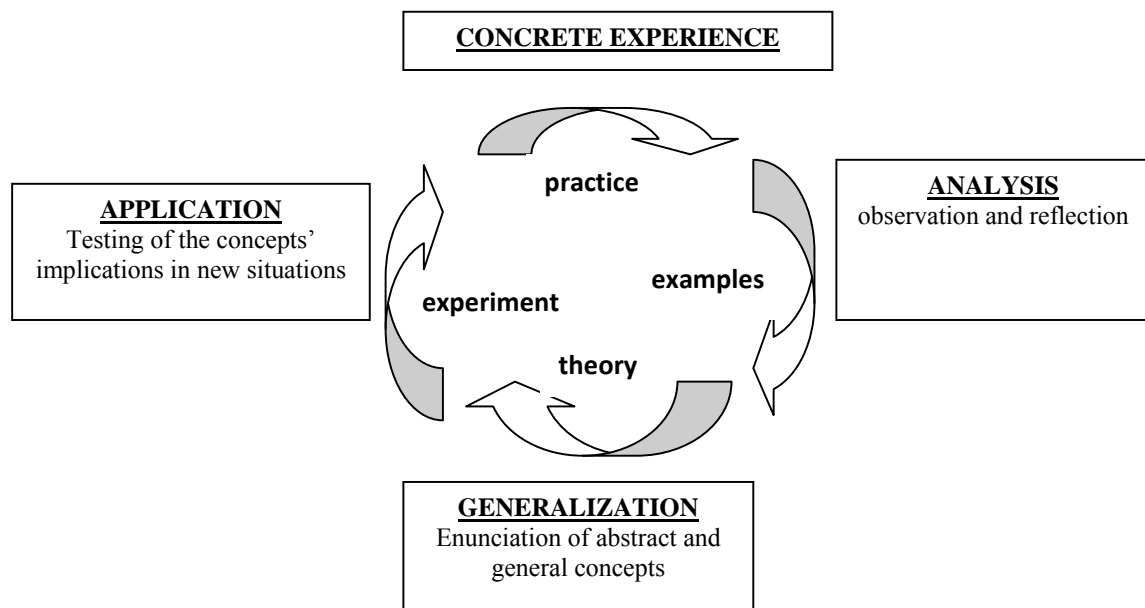 CONCRETE EXPERIENCE
practice
ANALYSIS
observation and reflection
APPLICATION
Testing of the concepts’
implications in new situations
examples
experiment
theory
GENERALIZATION
Enunciation of abstract and
general concepts